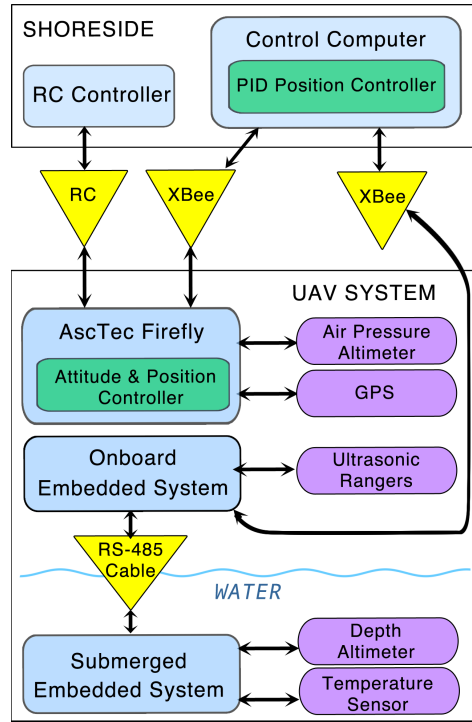 SHORESIDE
Control Computer
PID Position Controller
RC Controller
RC
XBee
XBee
UAV SYSTEM
AscTec Firefly
Attitude & Position
Controller
Air Pressure
Altimeter
GPS
Onboard
Embedded System
Ultrasonic
Rangers
RS-485
Cable
WATER
Submerged
Embedded System
Depth
Altimeter
Temperature
Sensor